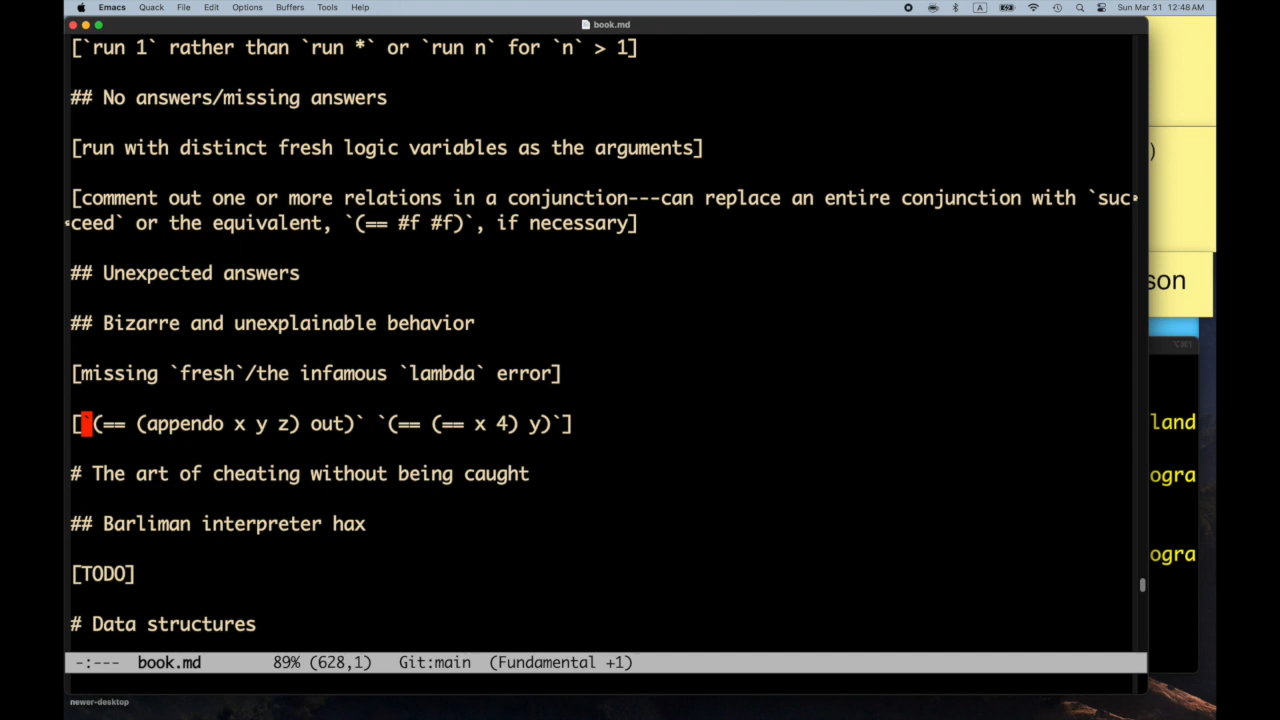 Emacs Quack File Edit Options Buffers Tools Help A Sun Mar 31 12:48 AM
book.md
[`run 1` rather than `run *` or `run n` for `n` > 1]
## No answers/missing answers
[run with distinct fresh logic variables as the arguments]
[comment out one or more relations in a conjunction---can replace an entire conjunction with `suc
ceed` or the equivalent, `(== #f #f)`, if necessary]
## Unexpected answers
## Bizarre and unexplainable behavior
[missing `fresh`/the infamous `lambda` error]
[`(== (appendo x y z) out)` `(== (== x 4) y)`]
# The art of cheating without being caught
## Barliman interpreter hax
[TODO]
# Data structures
-:--- book.md 89% (628,1) Git:main (Fundamental +1)
newer-desktop
)
son
⌥⌘1
land
ogra
ogra